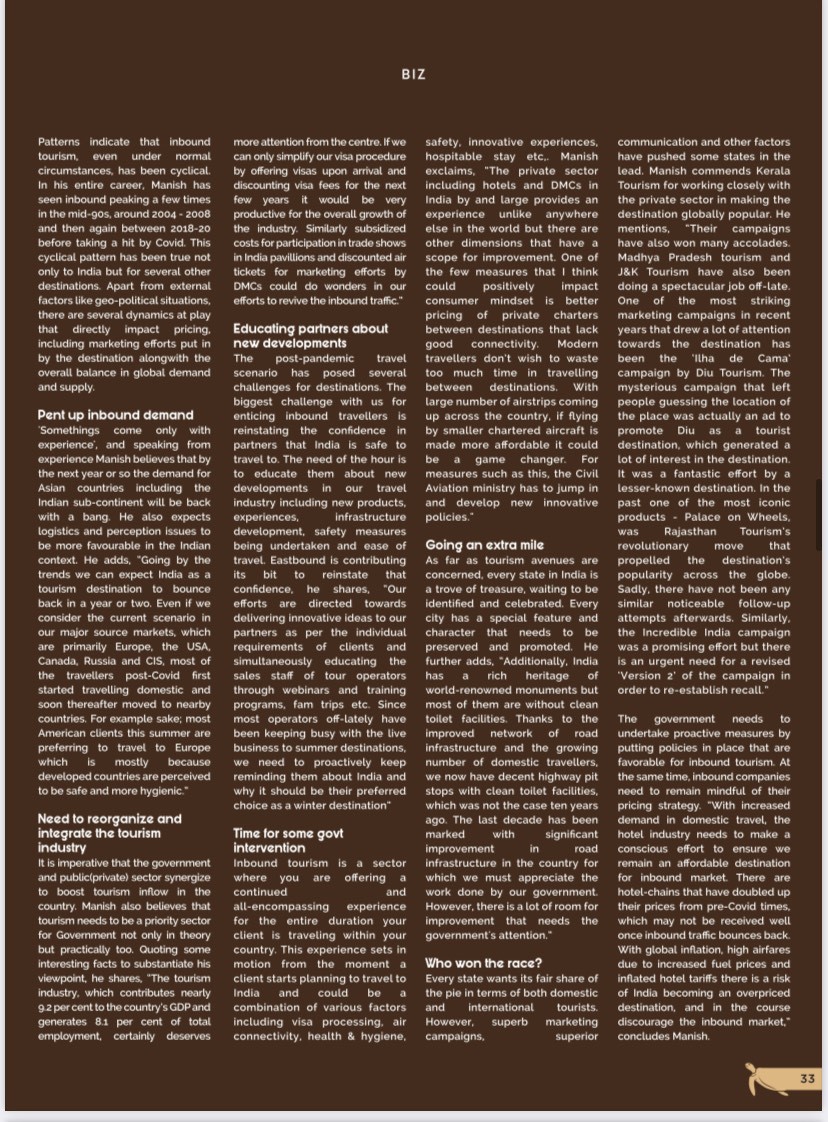 BIZ
Patterns indicate that inbound
tourism, even under normal
circumstances, has been cyclical.
In his entire career, Manish has
seen inbound peaking a few times
in the mid-90s, around 2004 - 2008
and then again between 2018-20
before taking a hit by Covid. This
cyclical pattern has been true not
only to India but for several other
destinations. Apart from external
factors like geo-political situations,
there are several dynamics at play
that directly impact pricing,
including marketing efforts put in
by the destination alongwith the
overall balance in global demand
and supply.
Pent up inbound demand
'Somethings come only with
experience', and speaking from
experience Manish believes that by
the next year or so the demand for
Asian countries including the
Indian sub-continent will be back
with a bang. He also expects
logistics and perception issues to
be more favourable in the Indian
context. He adds, "Going by the
trends we can expect India as a
tourism destination to bounce
back in a year or two. Even if we
consider the current scenario in
our major source markets, which
are primarily Europe, the USA,
Canada, Russia and CIS, most of
the travellers post-Covid first
started travelling domestic and
soon thereafter moved to nearby
countries. For example sake; most
American clients this summer are
preferring to travel to Europe
which is mostly because
developed countries are perceived
to be safe and more hygienic."
Need to reorganize and
integrate the tourism
industry
It is imperative that the government
and public(private) sector synergize
to boost tourism inflow in the
country. Manish also believes that
tourism needs to be a priority sector
for Government not only in theory
but practically too. Quoting some
interesting facts to substantiate his
viewpoint, he shares, "The tourism
industry, which contributes nearly
9.2 per cent to the country's GDP and
generates 8.1 per cent of total
employment, certainly deserves
more attention from the centre. If we
can only simplify our visa procedure
by offering visas upon arrival and
discounting visa fees for the next
few years it would be very
productive for the overall growth of
the industry. Similarly subsidized
costs for participation in trade shows
in India pavillions and discounted air
tickets for marketing efforts by
DMCs could do wonders in our
efforts to revive the inbound traffic."
Educating partners about
new developments
The post-pandemic travel
scenario has posed several
challenges for destinations. The
biggest challenge with us for
enticing inbound travellers is
reinstating the confidence in
partners that India is safe to
travel to. The need of the hour is
to educate them about new
developments in our travel
industry including new products,
experiences, infrastructure
development, safety measures
being undertaken and ease of
travel. Eastbound is contributing
its bit to reinstate that
confidence, he shares, "Our
efforts are directed towards
delivering innovative ideas to our
partners as per the individual
requirements of clients and
simultaneously educating the
sales staff of tour operators
through webinars and training
programs, fam trips etc. Since
most operators off-lately have
been keeping busy with the live
business to summer destinations,
we need to proactively keep
reminding them about India and
why it should be their preferred
choice as a winter destination"
Time for some govt
intervention
Inbound tourism is a sector
where you are offering a
continued and
all-encompassing experience
for the entire duration your
client is traveling within your
country. This experience sets in
motion from the moment a
client starts planning to travel to
India and could be a
combination of various factors
including visa processing, air
connectivity, health & hygiene,
safety, innovative experiences,
hospitable stay etc,. Manish
exclaims, "The private sector
including hotels and DMCs in
India by and large provides an
experience unlike anywhere
else in the world but there are
other dimensions that have a
scope for improvement. One of
the few measures that I think
could positively impact
consumer mindset is better
pricing of private charters
between destinations that lack
good connectivity. Modern
travellers don't wish to waste
too much time in travelling
between destinations. With
large number of airstrips coming
up across the country, if flying
by smaller chartered aircraft is
made more affordable it could
be a game changer. For
measures such as this, the Civil
Aviation ministry has to jump in
and develop new innovative
policies."
Going an extra mile
As far as tourism avenues are
concerned, every state in India is
a trove of treasure, waiting to be
identified and celebrated. Every
city has a special feature and
character that needs to be
preserved and promoted. He
further adds, "Additionally, India
has a rich heritage of
world-renowned monuments but
most of them are without clean
toilet facilities. Thanks to the
improved network of road
infrastructure and the growing
number of domestic travellers,
we now have decent highway pit
stops with clean toilet facilities,
which was not the case ten years
ago. The last decade has been
marked with significant
improvement in road
infrastructure in the country for
which we must appreciate the
work done by our government.
However, there is a lot of room for
improvement that needs the
government's attention."
Who won the race?
Every state wants its fair share of
the pie in terms of both domestic
and international tourists.
However, superb marketing
campaigns, superior
communication and other factors
have pushed some states in the
lead. Manish commends Kerala
Tourism for working closely with
the private sector in making the
destination globally popular. He
mentions, "Their campaigns
have also won many accolades.
Madhya Pradesh tourism and
J&K Tourism have also been
doing a spectacular job off-late.
One of the most striking
marketing campaigns in recent
years that drew a lot of attention
towards the destination has
been the 'Ilha de Cama'
campaign by Diu Tourism. The
mysterious campaign that left
people guessing the location of
the place was actually an ad to
promote Diu as a tourist
destination, which generated a
lot of interest in the destination.
It was a fantastic effort by a
lesser-known destination. In the
past one of the most iconic
products - Palace on Wheels,
was Rajasthan Tourism's
revolutionary move that
propelled the destination's
popularity across the globe.
Sadly, there have not been any
similar noticeable follow-up
attempts afterwards. Similarly,
the Incredible India campaign
was a promising effort but there
is an urgent need for a revised
'Version 2' of the campaign in
order to re-establish recall."
The government needs to
undertake proactive measures by
putting policies in place that are
favorable for inbound tourism. At
the same time, inbound companies
need to remain mindful of their
pricing strategy. "With increased
demand in domestic travel, the
hotel industry needs to make a
conscious effort to ensure we
remain an affordable destination
for inbound market. There are
hotel-chains that have doubled up
their prices from pre-Covid times,
which may not be received well
once inbound traffic bounces back.
With global inflation, high airfares
due to increased fuel prices and
inflated hotel tariffs there is a risk
of India becoming an overpriced
destination, and in the course
discourage the inbound market,"
concludes Manish.
33